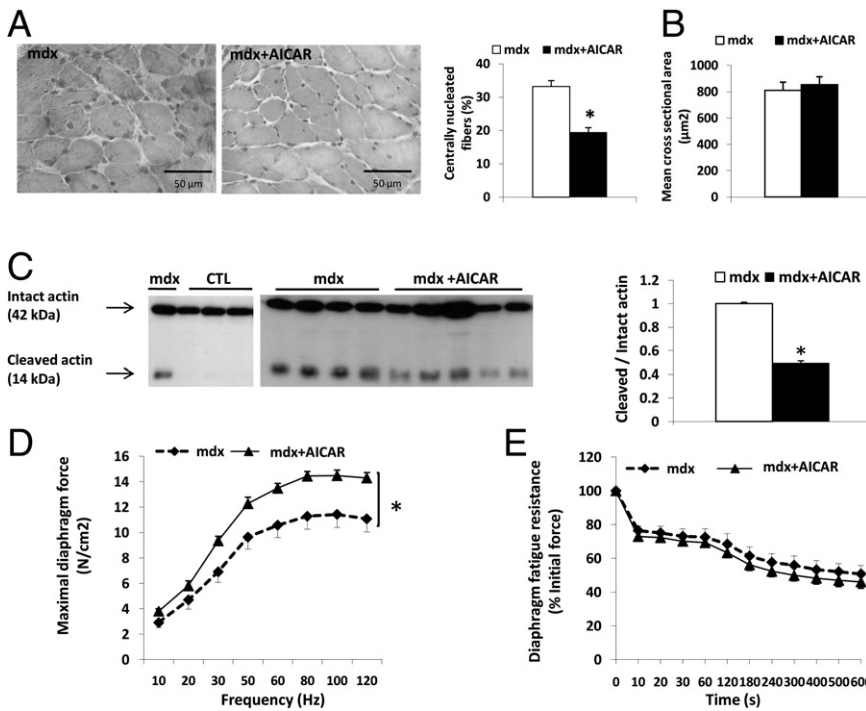 A
mdx
mdx+AICAR
50 µm
50 µm
mdx
mdx+AICAR
Centrally nucleated
fibers (%)
40
30
20
10
0
*
B
mdx
mdx+AICAR
Mean cross sectional area
(µm2)
1000
800
600
400
200
0
C
mdx
CTL
mdx
mdx +AICAR
Intact actin
(42 kDa)
Cleaved actin
(14 kDa)
mdx
mdx+AICAR
Cleaved / Intact actin
1.2
1
0.8
0.6
0.4
0.2
0
*
D
mdx
mdx+AICAR
Maximal diaphragm force
(N/cm2)
16
14
12
10
8
6
4
2
0
*
10 20 30 50 60 80 100 120
Frequency (Hz)
E
mdx
mdx+AICAR
Diaphragm fatigue resistance
(% Initial force)
120
100
80
60
40
20
0
0 10 20 30 60 120 180 240 300 400 500 600
Time (s)